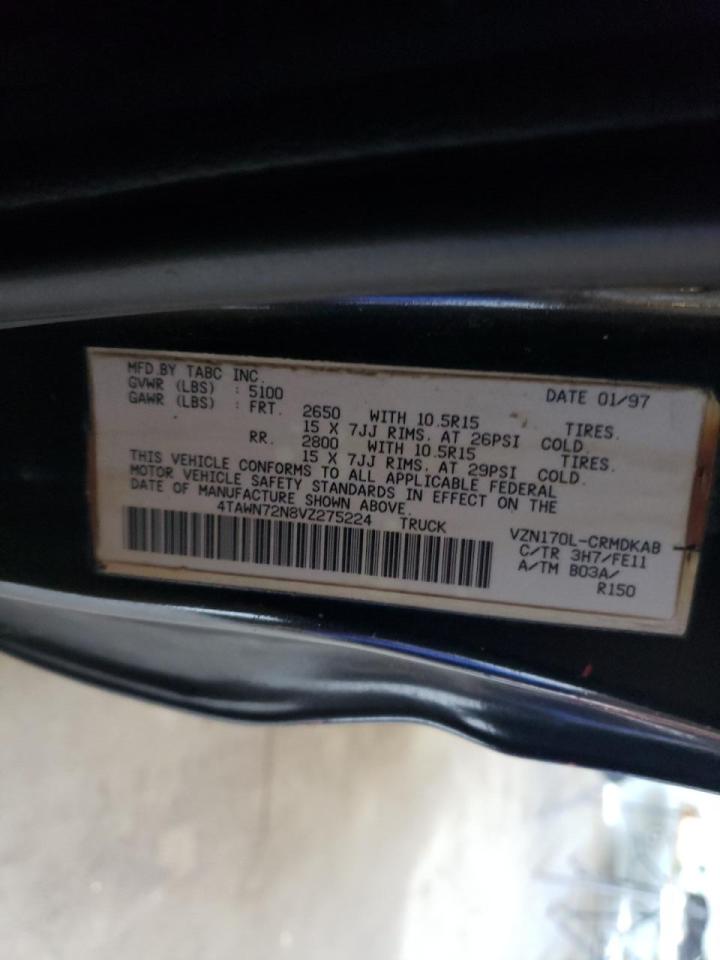 MFD.BY TABC INC. DATE 01/97
GVWR (LBS) : 5100
GAWR (LBS) : FRT. 2650 WITH 10.5R15 TIRES.
15 X 7JJ RIMS. AT 26PSI COLD.
RR. 2800 WITH 10.5R15 TIRES.
15 X 7JJ RIMS. AT 29PSI COLD.
THIS VEHICLE CONFORMS TO ALL APPLICABLE FEDERAL
MOTOR VEHICLE SAFETY STANDARDS IN EFFECT ON THE
DATE OF MANUFACTURE SHOWN ABOVE.
4TAWN72N8VZ275224 TRUCK VZN170L-CRMDKAB
C/TR 3H7/FE11
A/TM B03A/
R150